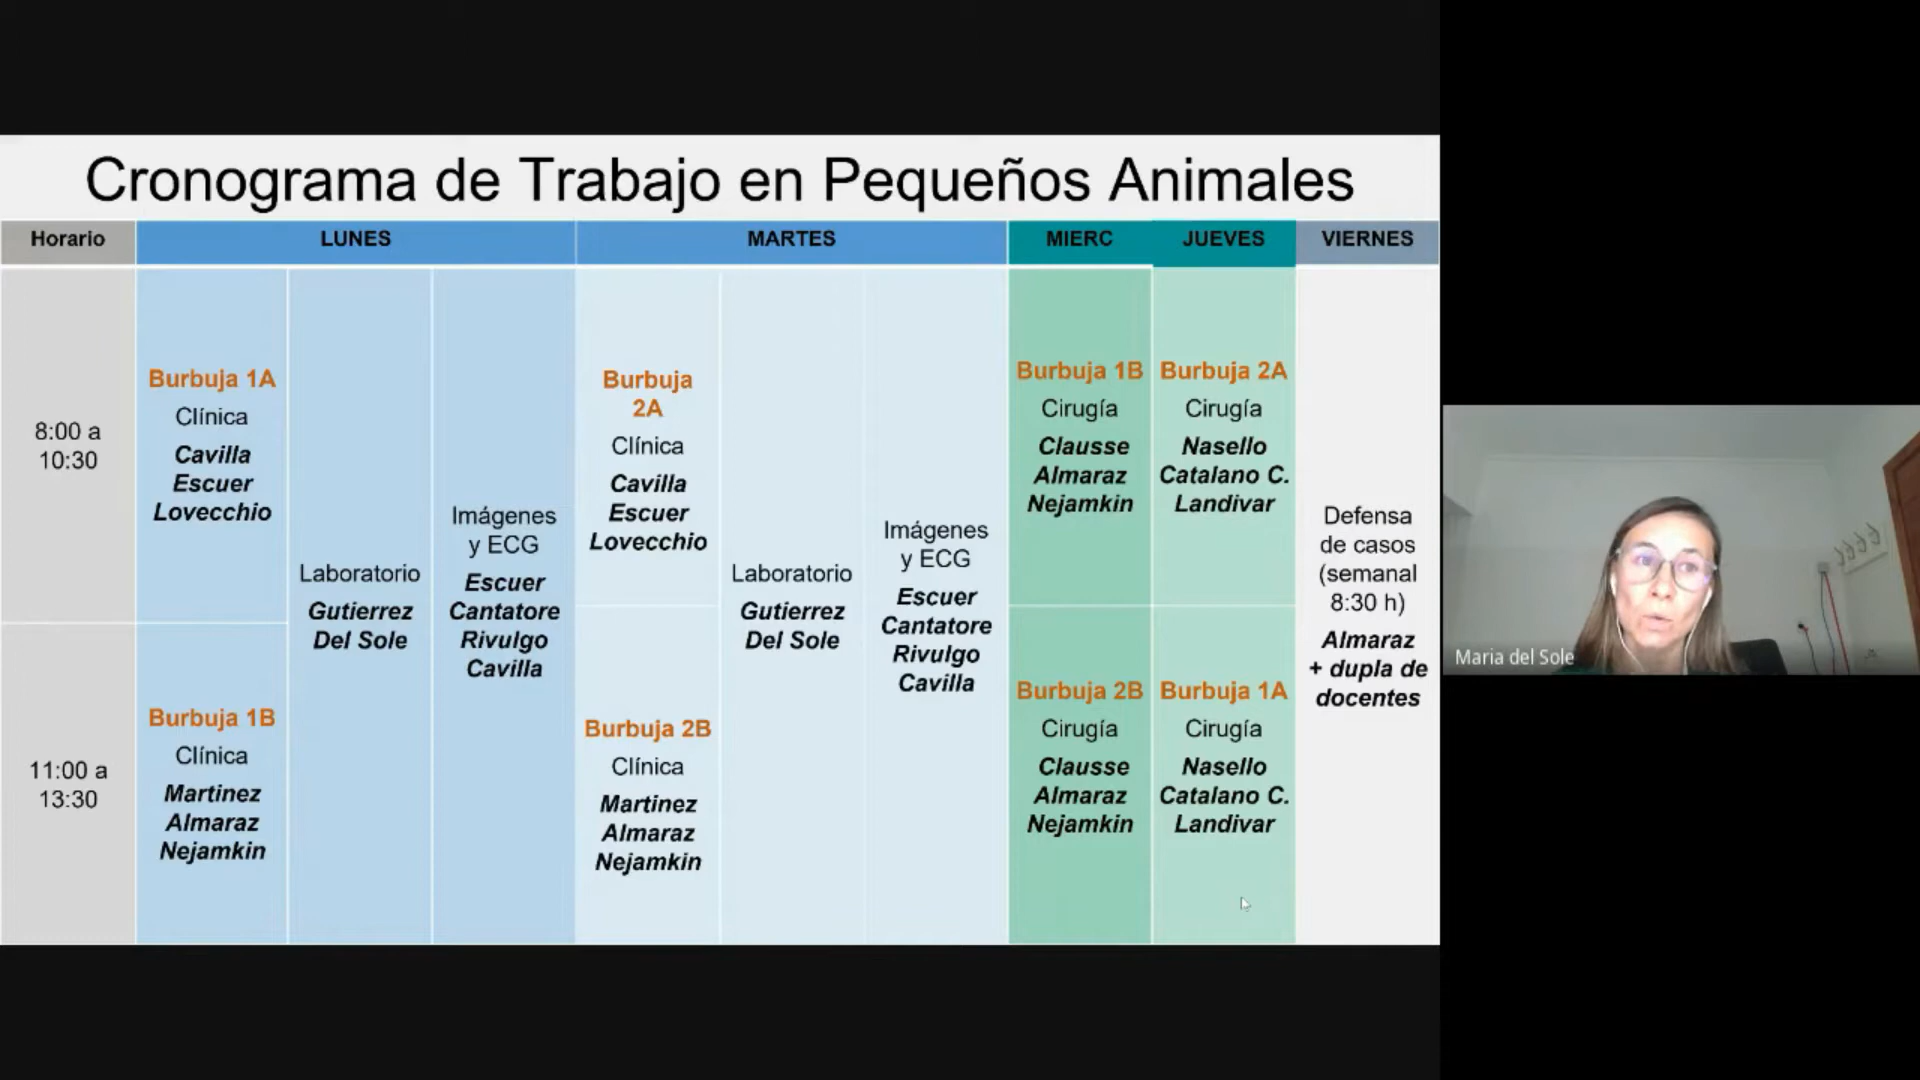 Cronograma de Trabajo en Pequeños Animales
Horario
LUNES
MARTES
MIERC
JUEVES
VIERNES
8:00 a
10:30
Burbuja 1A
Clínica
Cavilla
Escuer
Lovecchio
Laboratorio
Gutierrez
Del Sole
Imágenes
y ECG
Escuer
Cantatore
Rivulgo
Cavilla
Burbuja
2A
Clínica
Cavilla
Escuer
Lovecchio
Laboratorio
Gutierrez
Del Sole
Imágenes
y ECG
Escuer
Cantatore
Rivulgo
Cavilla
Burbuja 1B
Cirugía
Clausse
Almaraz
Nejamkin
Burbuja 2A
Cirugía
Nasello
Catalano C.
Landivar
Defensa
de casos
(semanal
8:30 h)
Almaraz
+ dupla de
docentes
11:00 a
13:30
Burbuja 1B
Clínica
Martinez
Almaraz
Nejamkin
Burbuja 2B
Clínica
Martinez
Almaraz
Nejamkin
Burbuja 2B
Cirugía
Clausse
Almaraz
Nejamkin
Burbuja 1A
Cirugía
Nasello
Catalano C.
Landivar
Maria del Sole